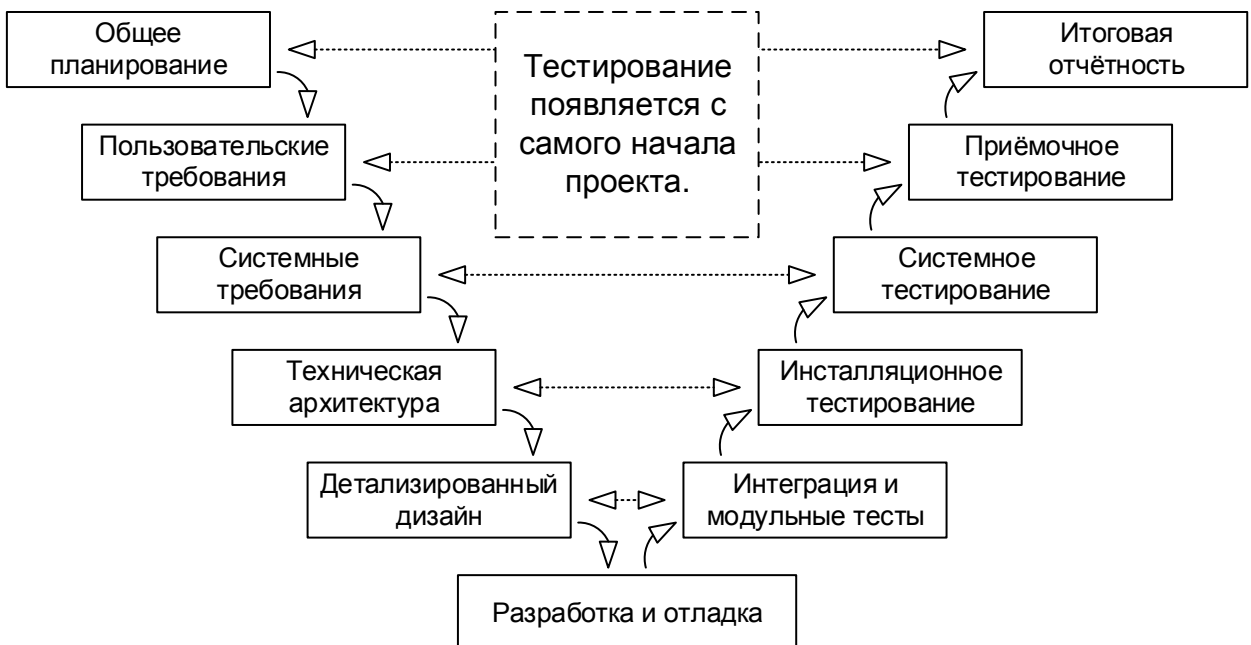 Общее
планирование
Тестирование
появляется с
самого начала
проекта.
Итоговая
отчётность
Пользовательские
требования
Приёмочное
тестирование
Системные
требования
Системное
тестирование
Техническая
архитектура
Инсталляционное
тестирование
Детализированный
дизайн
Интеграция и
модульные тесты
Разработка и отладка